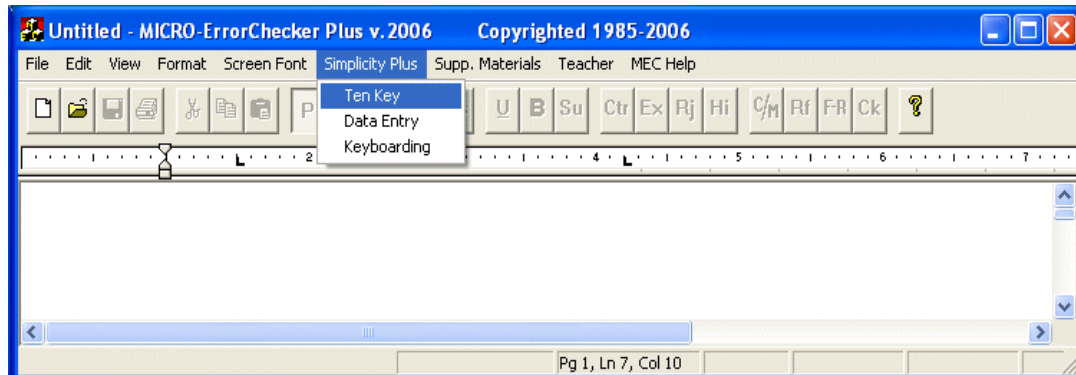 Untitled - MICRO-ErrorChecker Plus v. 2006 Copyrighted 1985-2006
File Edit View Format Screen Font Simplicity Plus Supp. Materials Teacher MEC Help
Ten Key
Data Entry
Keyboarding
P U B Su Ctr Ex Rj Hi C/M Rf F-R Ck ?
2 4 5 6 7
Pg 1, Ln 7, Col 10